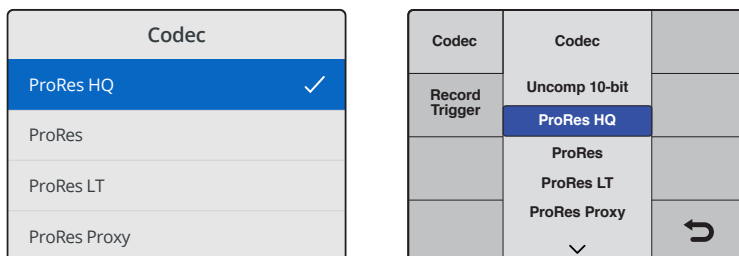 Codec
ProRes HQ
ProRes
ProRes LT
ProRes Proxy
Codec
Record
Trigger
Codec
Uncomp 10-bit
ProRes HQ
ProRes
ProRes LT
ProRes Proxy